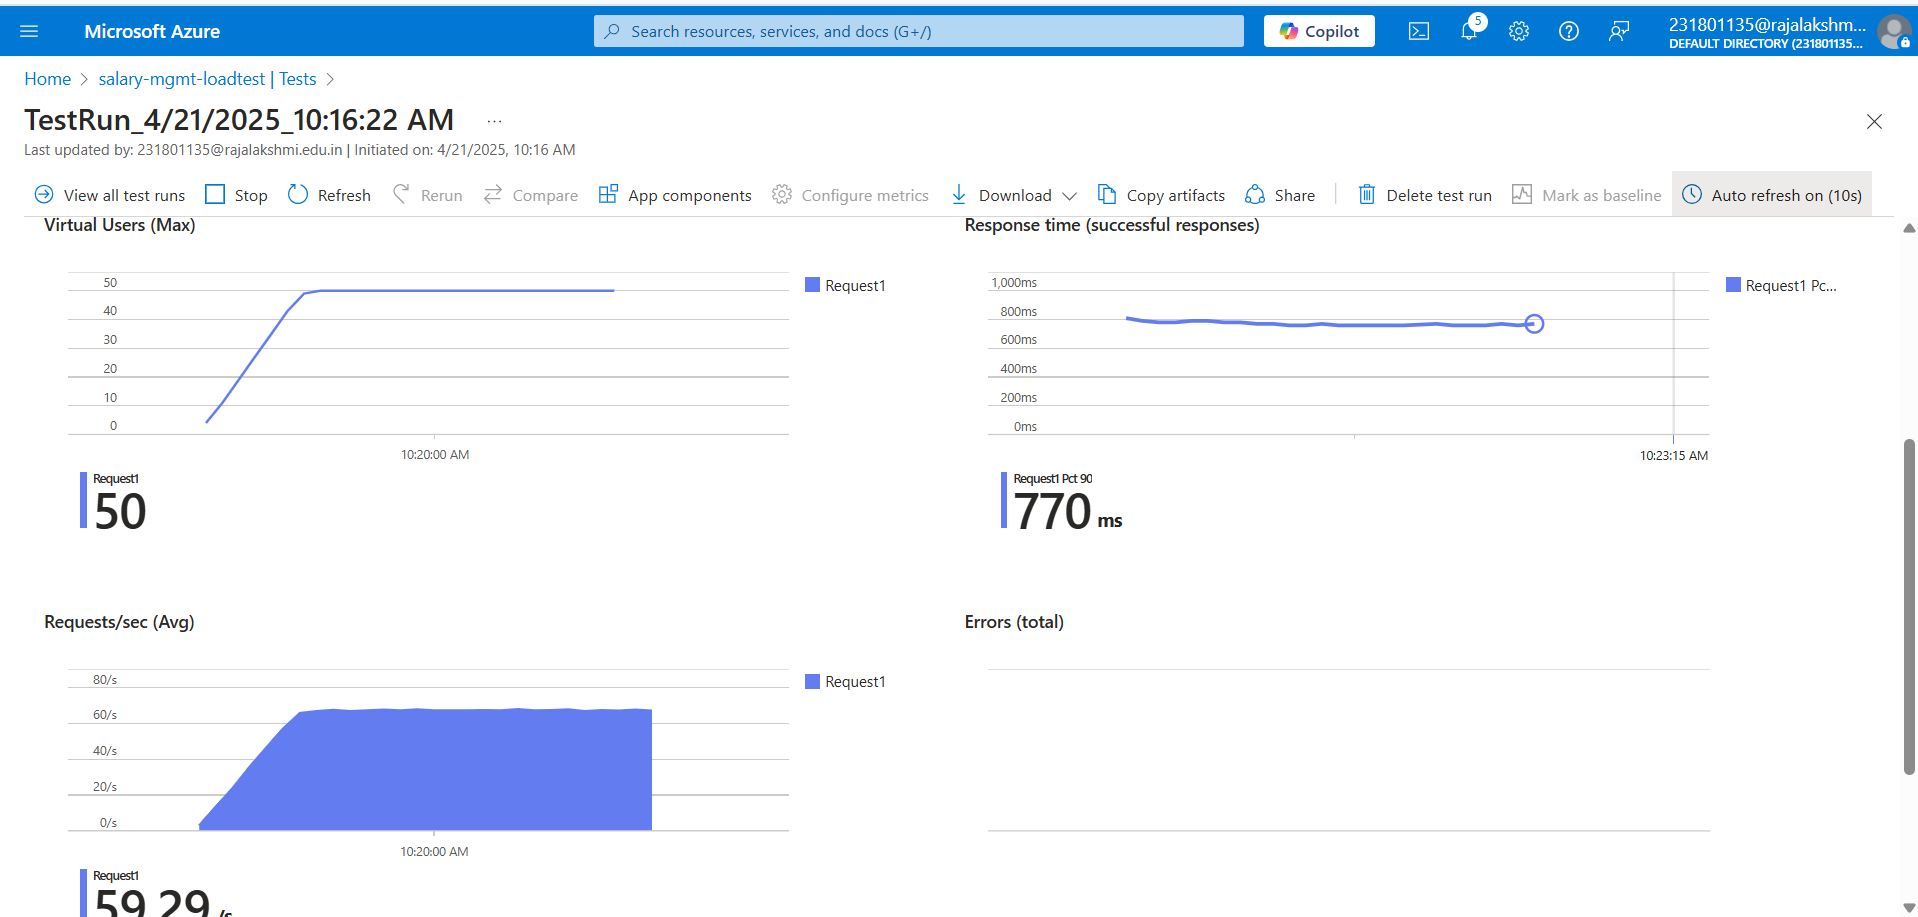 Microsoft Azure
Search resources, services, and docs (G+/)
Copilot
5
231801135@rajalakshm...
DEFAULT DIRECTORY (231801135...
Home > salary-mgmt-loadtest | Tests >
TestRun_4/21/2025_10:16:22 AM ...
Last updated by: 231801135@rajalakshmi.edu.in | Initiated on: 4/21/2025, 10:16 AM
View all test runs Stop Refresh Rerun Compare App components Configure metrics Download Copy artifacts Share Delete test run Mark as baseline Auto refresh on (10s)
Virtual Users (Max)
50
40
30
20
10
0
10:20:00 AM
Request1
Request1
50
Response time (successful responses)
1,000ms
800ms
600ms
400ms
200ms
0ms
10:23:15 AM
Request1 Pc...
Request1 Pct 90
770 ms
Requests/sec (Avg)
80/s
60/s
40/s
20/s
0/s
10:20:00 AM
Request1
Request1
59.29 /s
Errors (total)